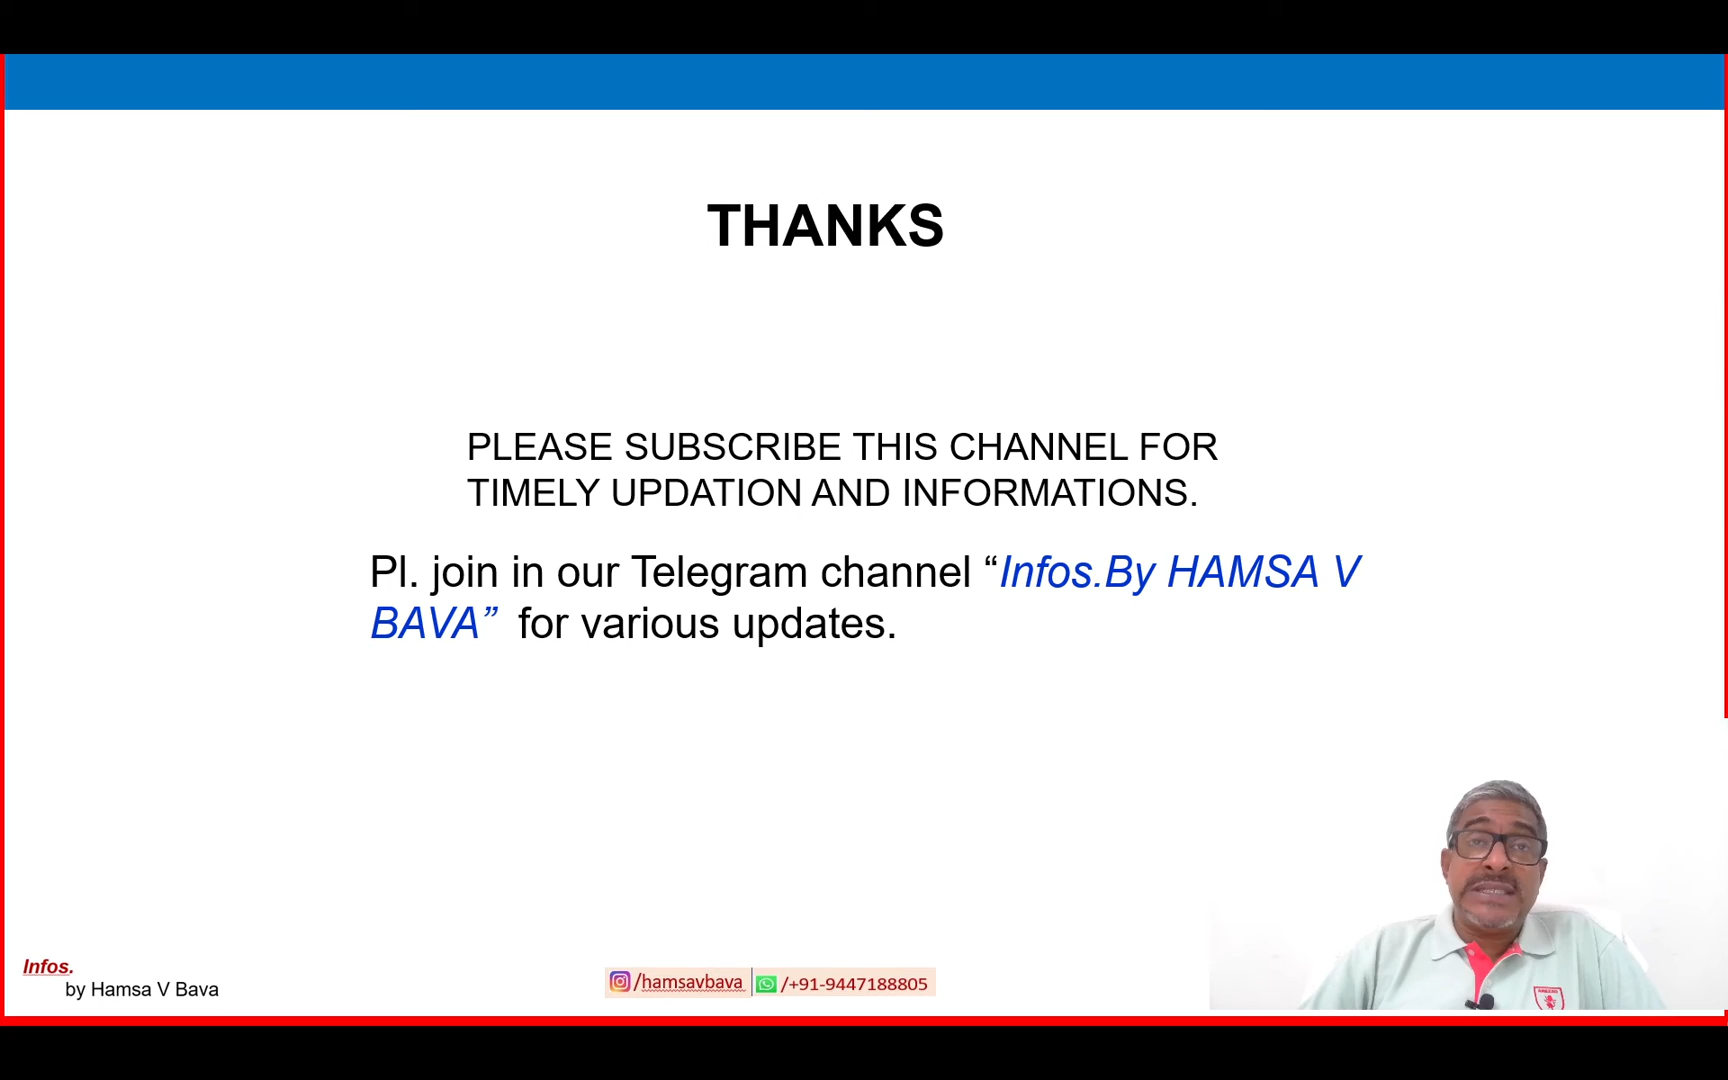 THANKS
PLEASE SUBSCRIBE THIS CHANNEL FOR
TIMELY UPDATION AND INFORMATIONS.
Pl. join in our Telegram channel “Infos.By HAMSA V
BAVA” for various updates.
Infos.
by Hamsa V Bava
/hamsavbava
/+91-9447188805